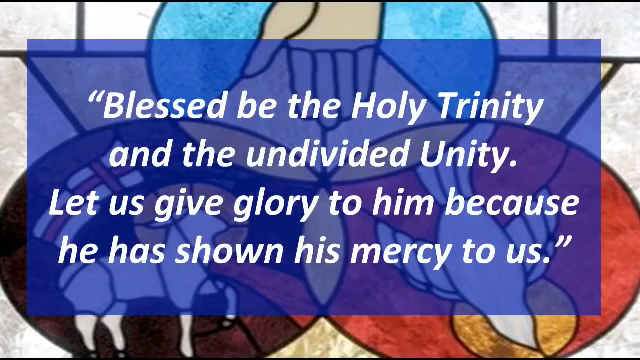 “Blessed be the Holy Trinity
and the undivided Unity.
Let us give glory to him because
he has shown his mercy to us.”